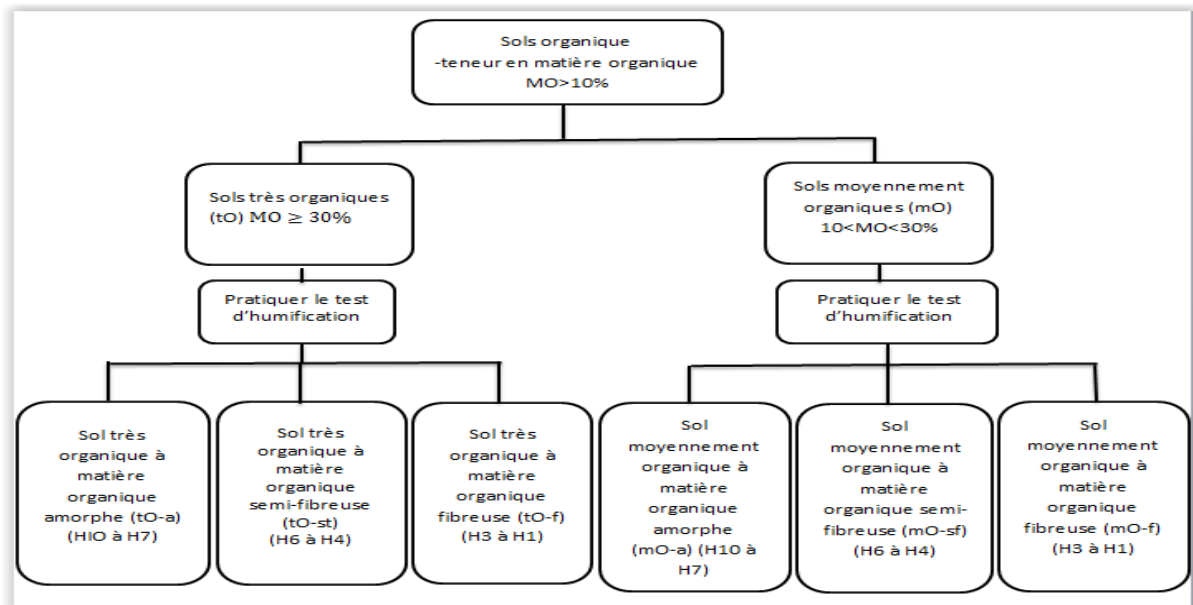 Sols organique
-teneur en matière organique
MO>10%
Sols très organiques
(tO) MO ≥ 30%
Sols moyennement
organiques (mO)
10<MO<30%
Pratiquer le test
d’humification
Pratiquer le test
d’humification
Sol très
organique à
matière
organique
amorphe (tO-a)
(HIO à H7)
Sol très
organique à
matière
organique
semi-fibreuse
(tO-st)
(H6 à H4)
Sol très
organique à
matière
organique
fibreuse (tO-f)
(H3 à H1)
Sol
moyennement
organique à
matière
organique
amorphe
(mO-a) (H10 à
H7)
Sol
moyennement
organique à
matière
organique semi-
fibreuse (mO-sf)
(H6 à H4)
Sol
moyennement
organique à
matière
organique
fibreuse (mO-f)
(H3 à H1)